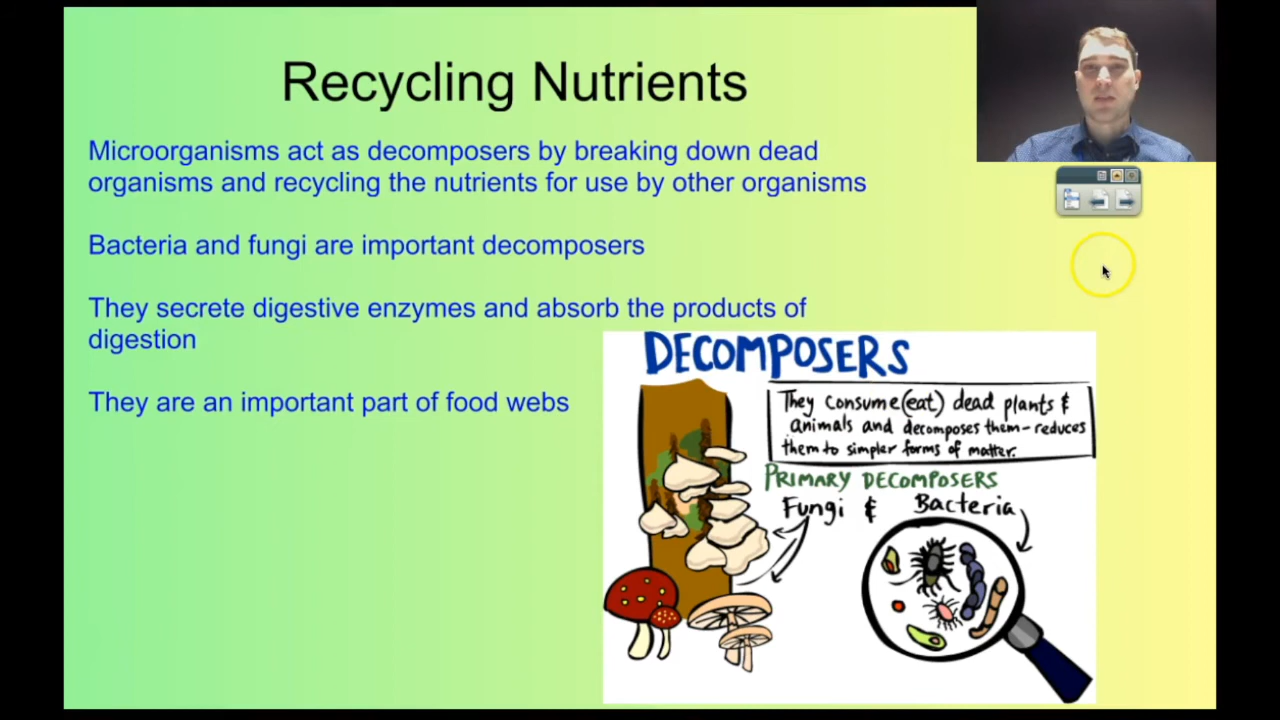 Recycling Nutrients
Microorganisms act as decomposers by breaking down dead
organisms and recycling the nutrients for use by other organisms
Bacteria and fungi are important decomposers
They secrete digestive enzymes and absorb the products of
digestion
They are an important part of food webs
DECOMPOSERS
They consume (eat) dead plants &
animals and decomposes them - reduces
them to simpler forms of matter.
PRIMARY DECOMPOSERS
Fungi & Bacteria